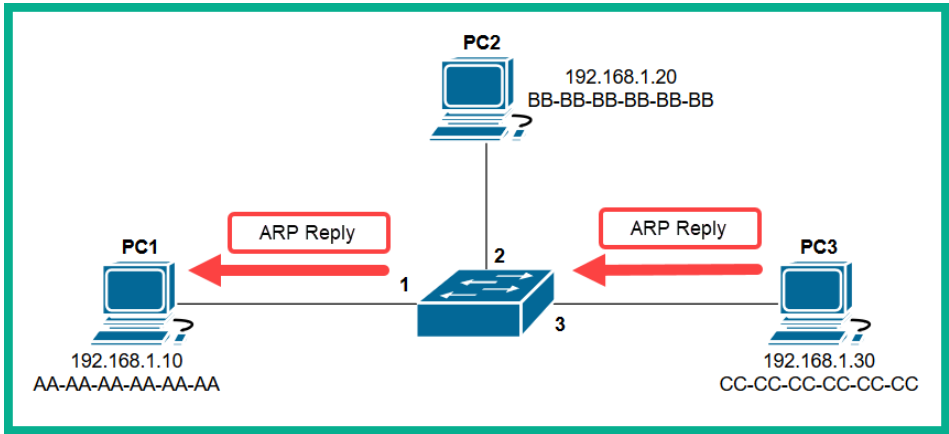 PC2
192.168.1.20
BB-BB-BB-BB-BB-BB
ARP Reply
ARP Reply
PC1
PC3
2
1
3
192.168.1.10
AA-AA-AA-AA-AA-AA
192.168.1.30
CC-CC-CC-CC-CC-CC